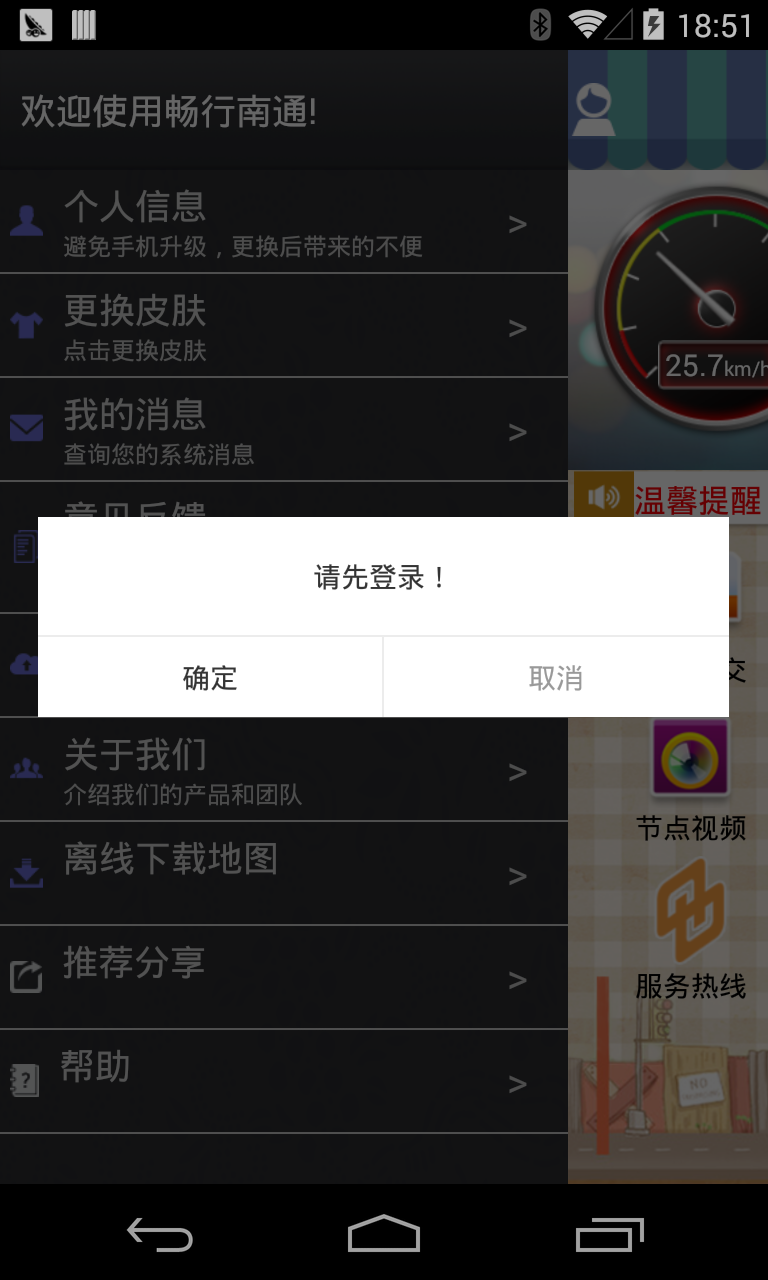 18:51
欢迎使用畅行南通!
个人信息
避免手机升级，更换后带来的不便
>
更换皮肤
点击更换皮肤
>
我的消息
查询您的系统消息
>
意见反馈
25.7km/h
温馨提醒
请先登录！
确定
取消
交
关于我们
介绍我们的产品和团队
>
节点视频
离线下载地图
>
推荐分享
>
服务热线
帮助
>
NO